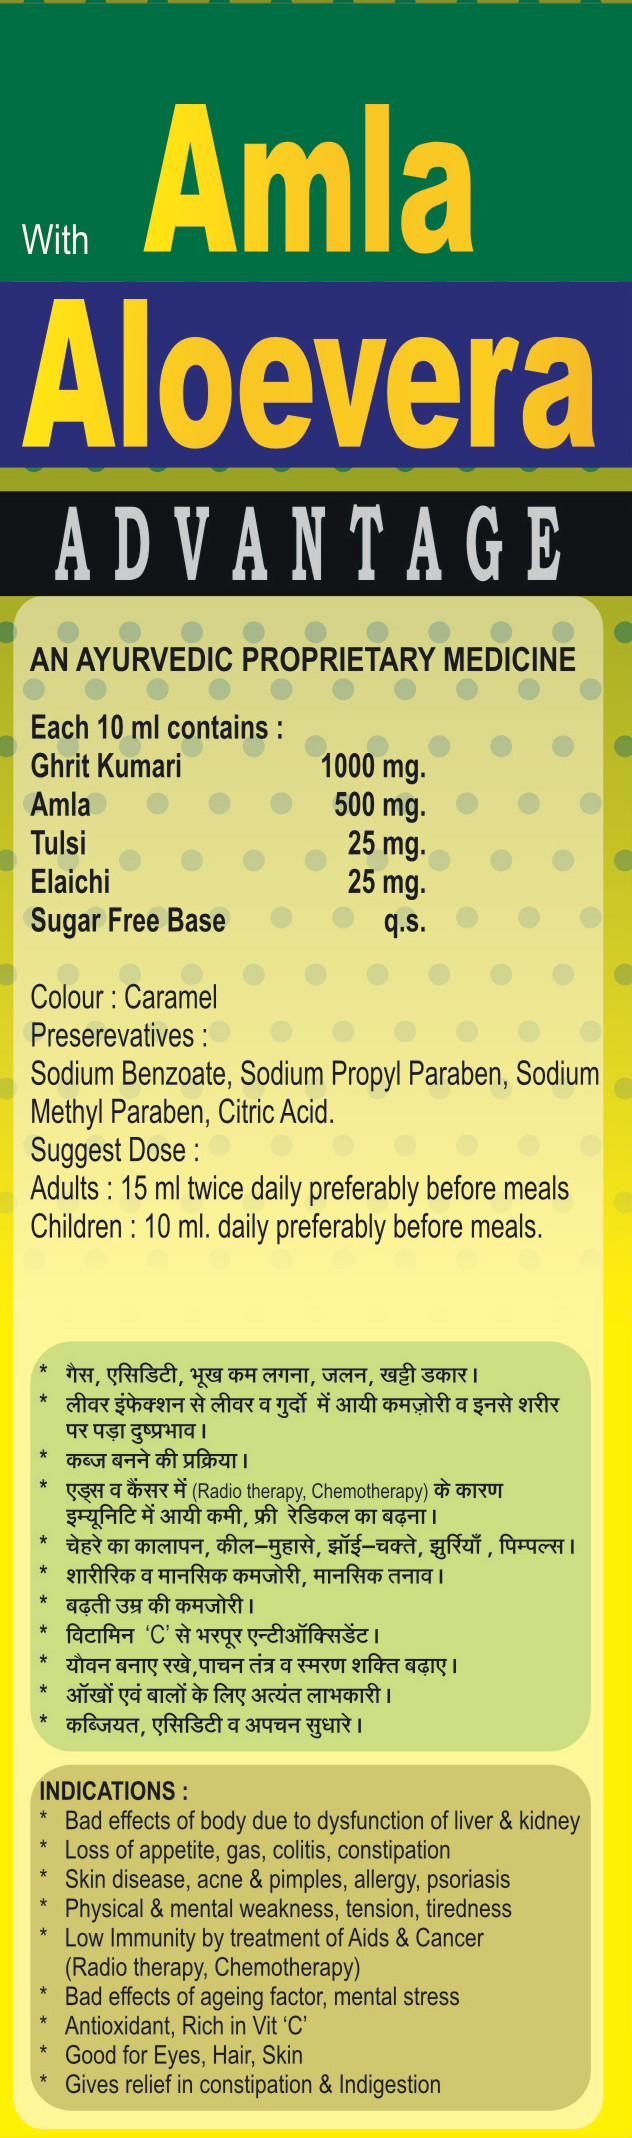 With Amla
Aloevera
ADVANTAGE
AN AYURVEDIC PROPRIETARY MEDICINE
Each 10 ml contains :
Ghrit Kumari 1000 mg.
Amla 500 mg.
Tulsi 25 mg.
Elaichi 25 mg.
Sugar Free Base q.s.
Colour : Caramel
Preserevatives :
Sodium Benzoate, Sodium Propyl Paraben, Sodium
Methyl Paraben, Citric Acid.
Suggest Dose :
Adults : 15 ml twice daily preferably before meals
Children : 10 ml. daily preferably before meals.
* गैस, एसिडिटी, भूख कम लगना, जलन, खट्टी डकार।
* लीवर इंफेक्शन से लीवर व गुर्दो में आयी कमज़ोरी व इनसे शरीर
पर पड़ा दुष्प्रभाव।
* कब्ज बनने की प्रक्रिया।
* एड्स व कैंसर में (Radio therapy, Chemotherapy) के कारण
इम्यूनिटि में आयी कमी, फ्री रेडिकल का बढ़ना।
* चेहरे का कालापन, कील–मुहासे, झॉई–चक्ते, झुर्रियाँ , पिम्पल्स।
* शारीरिक व मानसिक कमजोरी, मानसिक तनाव।
* बढ़ती उम्र की कमजोरी।
* विटामिन ‘C’ से भरपूर एन्टीऑक्सिडेंट।
* यौवन बनाए रखे,पाचन तंत्र व स्मरण शक्ति बढ़ाए।
* ऑखों एवं बालों के लिए अत्यंत लाभकारी।
* कब्जियत, एसिडिटी व अपचन सुधारे।
INDICATIONS :
* Bad effects of body due to dysfunction of liver & kidney
* Loss of appetite, gas, colitis, constipation
* Skin disease, acne & pimples, allergy, psoriasis
* Physical & mental weakness, tension, tiredness
* Low Immunity by treatment of Aids & Cancer
(Radio therapy, Chemotherapy)
* Bad effects of ageing factor, mental stress
* Antioxidant, Rich in Vit ‘C’
* Good for Eyes, Hair, Skin
* Gives relief in constipation & Indigestion